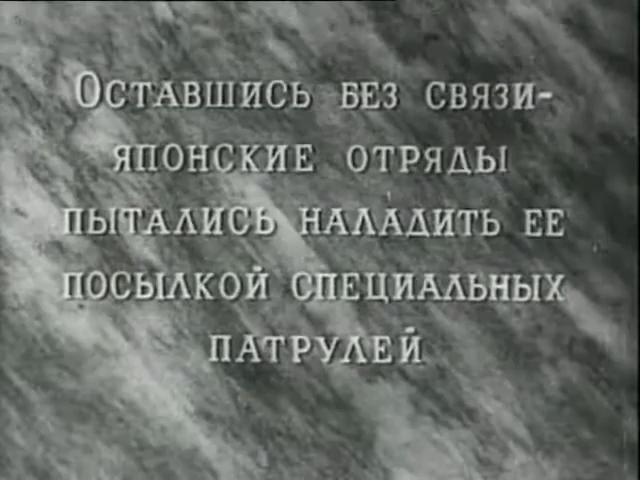 Оставшись без связи-
японские отряды
пытались наладить ее
посылкой специальных
патрулей